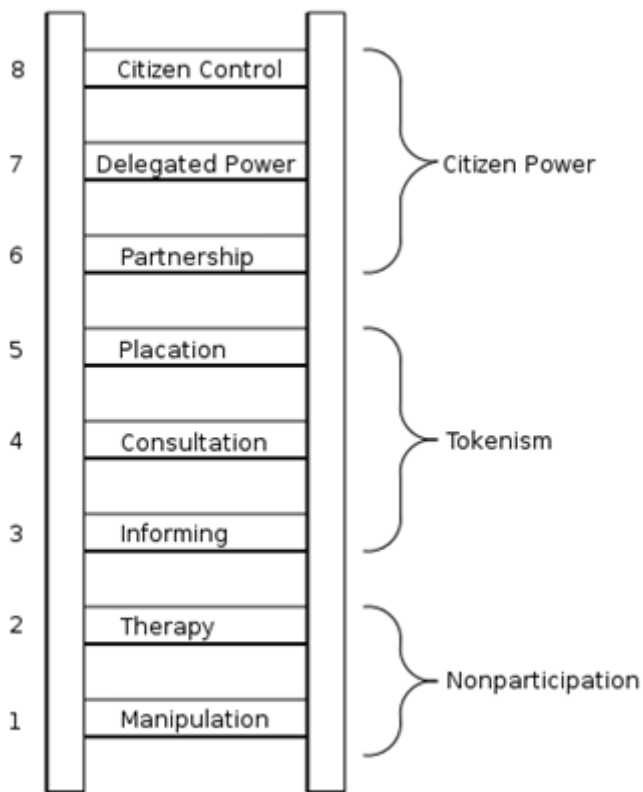 8 Citizen Control
7 Delegated Power Citizen Power
6 Partnership
5 Placation
4 Consultation Tokenism
3 Informing
2 Therapy
Nonparticipation
1 Manipulation